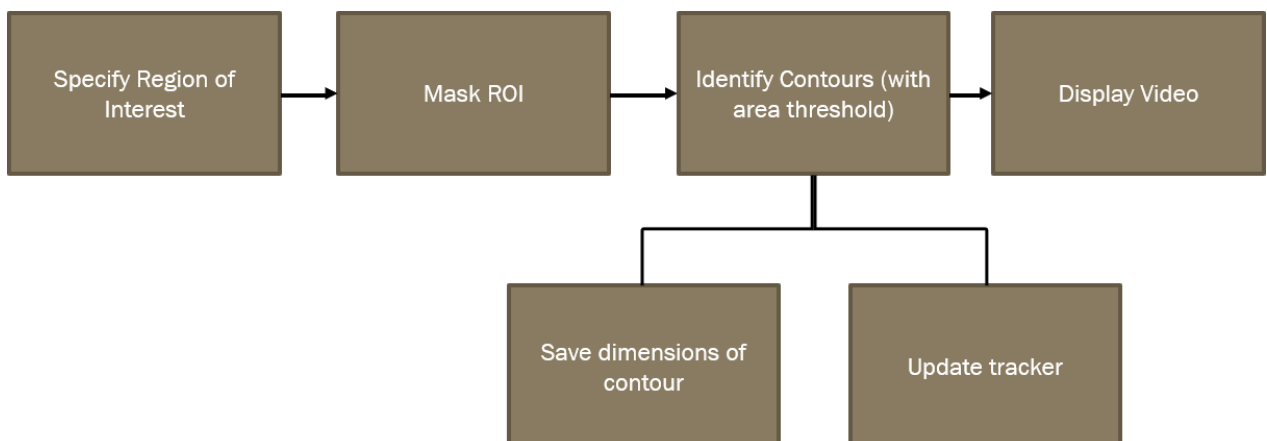 Specify Region of
Interest
Mask ROI
Identify Contours (with
area threshold)
Display Video
Save dimensions of
contour
Update tracker